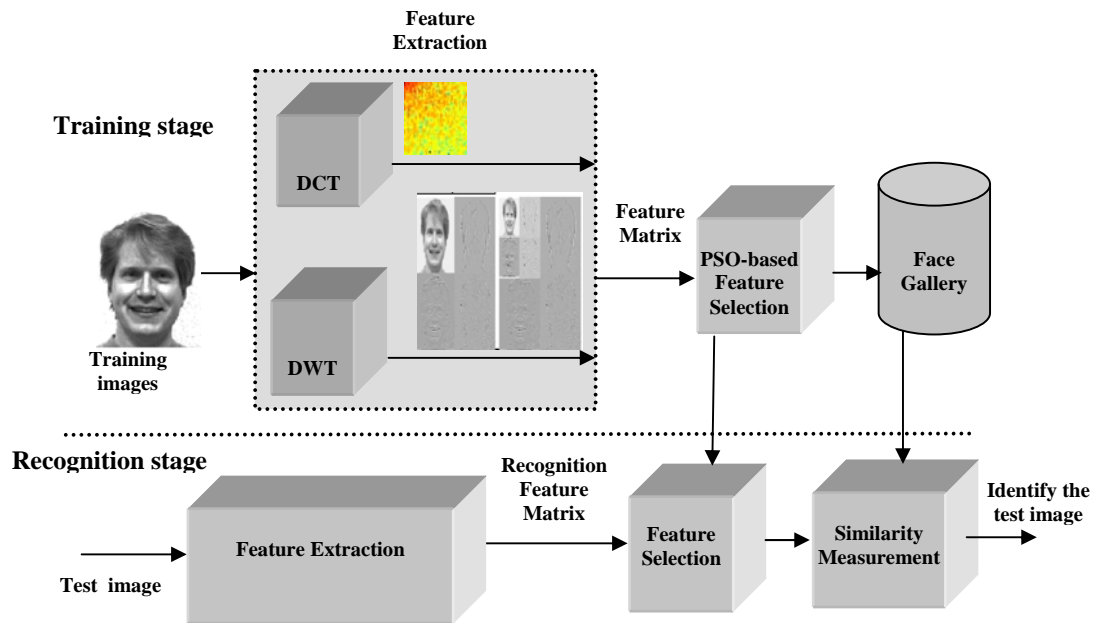 Feature
Extraction
Training stage
DCT
Feature
Matrix
PSO-based
Feature
Selection
Face
Gallery
DWT
Training
images
Recognition stage
Recognition
Feature
Matrix
Identify the
test image
Feature Extraction
Feature
Selection
Similarity
Measurement
Test image